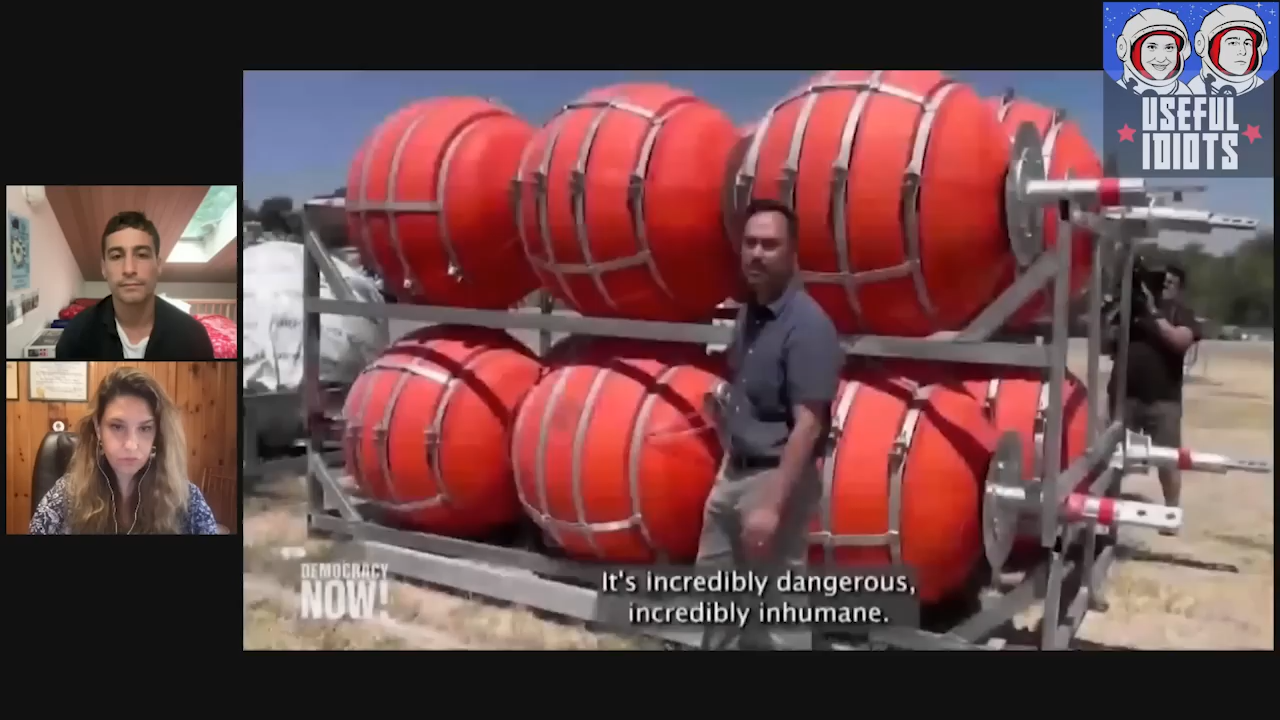 USEFUL
IDIOTS
DEMOCRACY
NOW!
It's incredibly dangerous,
incredibly inhumane.